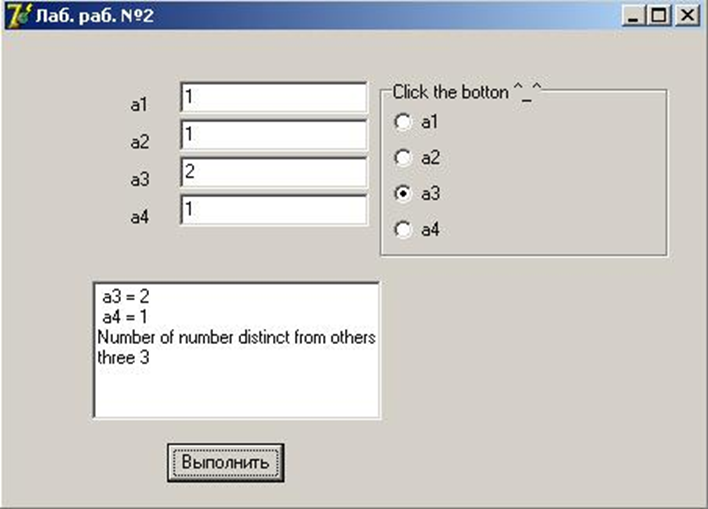 Лаб. раб. №2
a1
1
a2
1
a3
2
a4
1
Click the botton ^_^
a1
a2
a3
a4
a3 = 2
a4 = 1
Number of number distinct from others
three 3
Выполнить